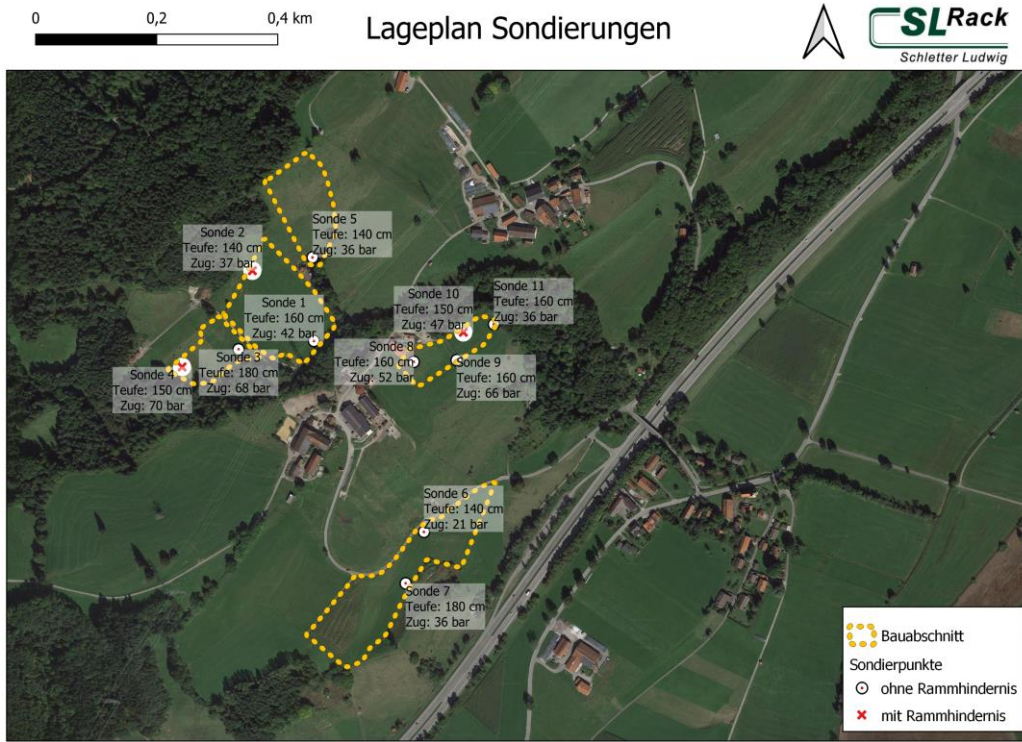 0
0,2
0,4 km
Lageplan Sondierungen
SL Rack
Schletter Ludwig
Sonde 5
Teufe: 140 cm
Zug: 36 bar
Sonde 2
Teufe: 140 cm
Zug: 37 bar
Sonde 1
Teufe: 160 cm
Zug: 42 bar
Sonde 10
Teufe: 150 cm
Zug: 47 bar
Sonde 11
Teufe: 160 cm
Zug: 36 bar
Sonde 4
Teufe: 150 cm
Zug: 70 bar
Sonde 3
Teufe: 180 cm
Zug: 68 bar
Sonde 8
Teufe: 160 cm
Zug: 52 bar
Sonde 9
Teufe: 160 cm
Zug: 66 bar
Sonde 6
Teufe: 140 cm
Zug: 21 bar
Sonde 7
Teufe: 180 cm
Zug: 36 bar
Bauabschnitt
Sondierpunkte
ohne Rammhindernis
mit Rammhindernis